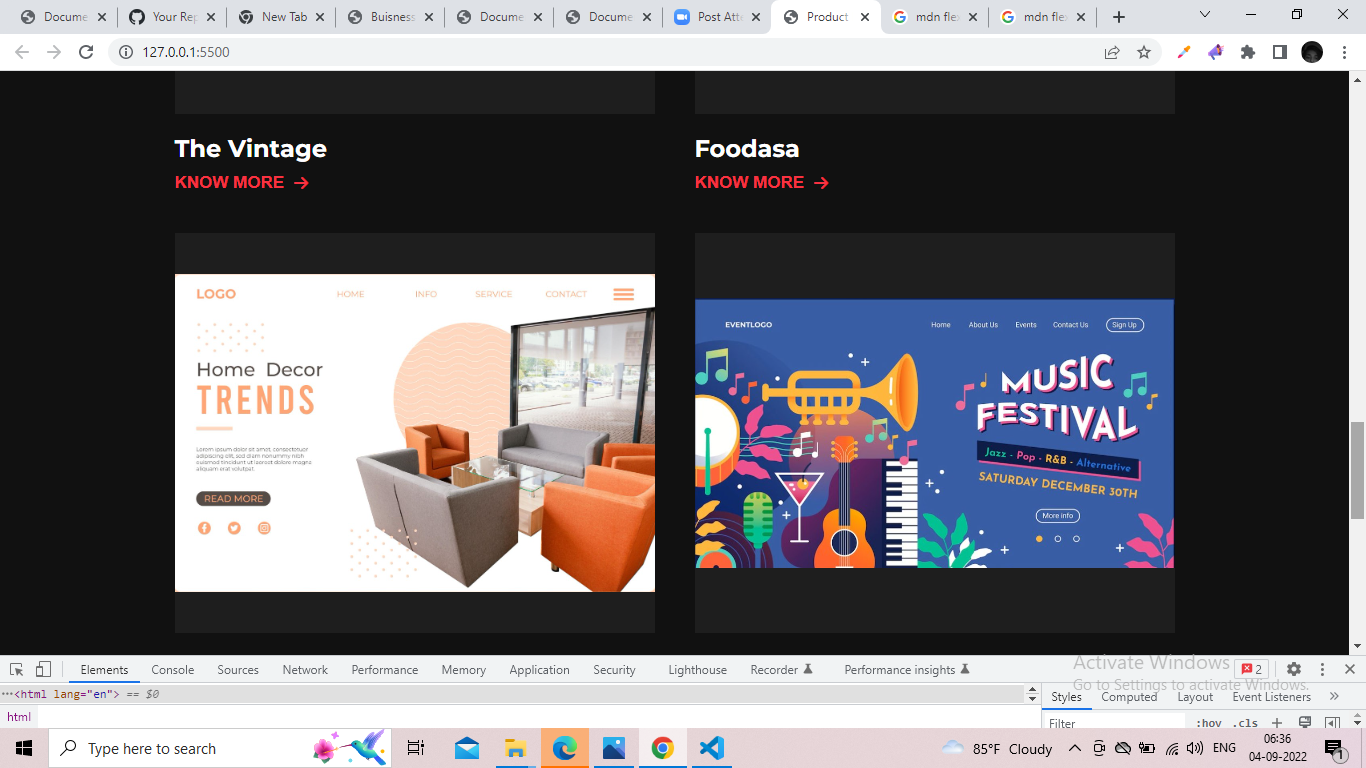 Docume
Your Rep
New Tab
Buisness
Docume
Docume
Post Atte
Product
mdn flex
mdn flex
127.0.0.1:5500
The Vintage
Foodasa
KNOW MORE →
KNOW MORE →
LOGO HOME INFO SERVICE CONTACT
Home Decor
TRENDS
Lorem ipsum dolor sit amet, consectetuer
adipiscing elit, sed diam nonummy nibh
euismod tincidunt ut laoreet dolore magna
aliquam erat volutpat.
READ MORE
EVENTLOGO Home About Us Events Contact Us Sign Up
MUSIC
FESTIVAL
Jazz - Pop - R&B - Alternative
SATURDAY DECEMBER 30TH
More info
Elements Console Sources Network Performance Memory Application Security Lighthouse Recorder Performance insights 2
Activate Windows
Go to Settings to activate Windows.
<html lang="en"> == $0
html
Styles Computed Layout Event Listeners »
Filter :hov .cls +
Type here to search
85°F Cloudy
ENG
06:36
04-09-2022
1